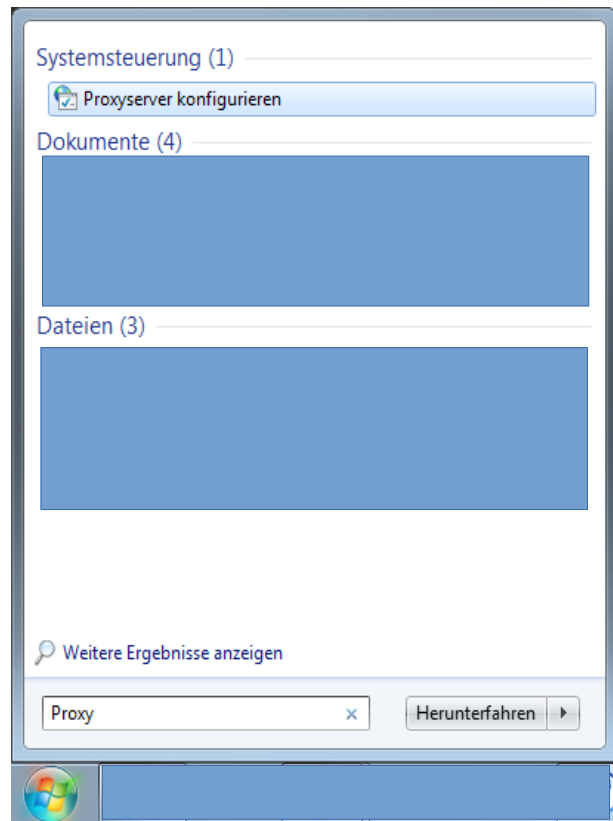 Systemsteuerung (1)
Proxyserver konfigurieren
Dokumente (4)
Dateien (3)
Weitere Ergebnisse anzeigen
Proxy
Herunterfahren